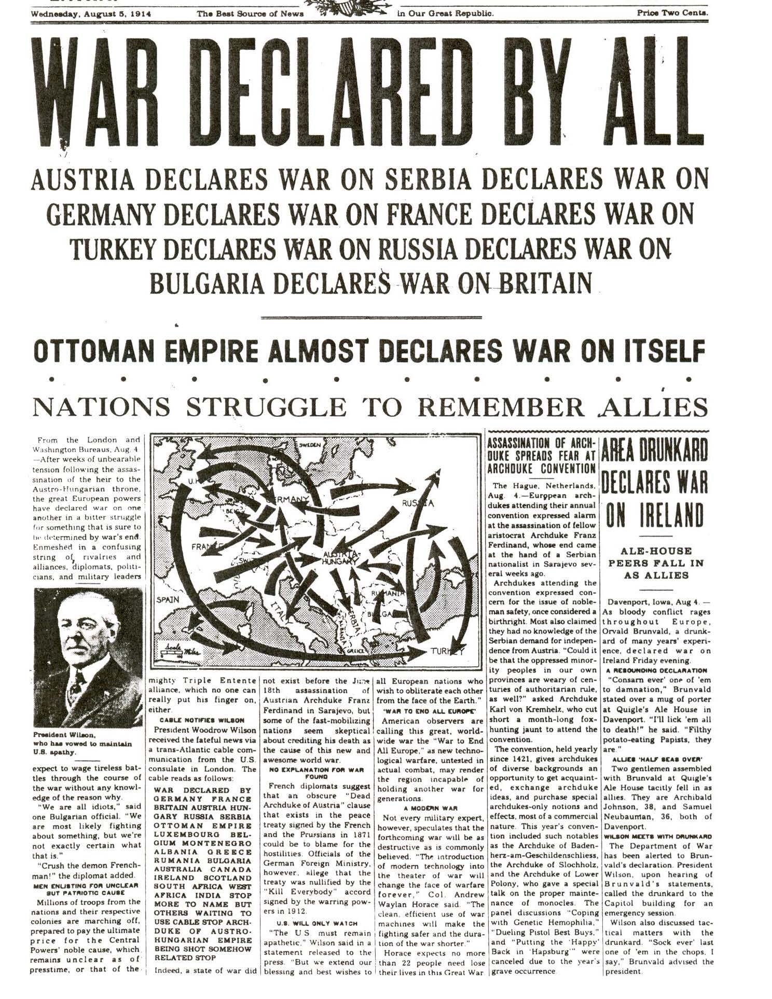 Wednesday, August 5, 1914 The Best Source of News in Our Great Republic. Price Two Cents.
WAR DECLARED BY ALL
AUSTRIA DECLARES WAR ON SERBIA DECLARES WAR ON
GERMANY DECLARES WAR ON FRANCE DECLARES WAR ON
TURKEY DECLARES WAR ON RUSSIA DECLARES WAR ON
BULGARIA DECLARES WAR ON BRITAIN
OTTOMAN EMPIRE ALMOST DECLARES WAR ON ITSELF
NATIONS STRUGGLE TO REMEMBER ALLIES
From the London and
Washington Bureaus, Aug. 4
—After weeks of unbearable
tension following the assas-
sination of the heir to the
Austro-Hungarian throne,
the great European powers
have declared war on one
another in a bitter struggle
for something that is sure to
be determined by war's end.
Enmeshed in a confusing
string of rivalries and
alliances, diplomats, politi-
cians, and military leaders
President Wilson,
who has vowed to maintain
U.S. apathy.
expect to wage tireless bat-
tles through the course of
the war without any knowl-
edge of the reason why.
"We are all idiots," said
one Bulgarian official. "We
are most likely fighting
about something, but we're
not exactly certain what
that is."
"Crush the demon French-
man!" the diplomat added.
MEN ENLISTING FOR UNCLEAR
BUT PATRIOTIC CAUSE
Millions of troops from the
nations and their respective
colonies are marching off,
prepared to pay the ultimate
price for the Central
Powers' noble cause, which
remains unclear as of
presstime, or that of the
SWEDEN
U.K.
GERMANY
RUSSIA
BELG
FRANCE
SWITZ
AUSTRIA-
HUNGARY
SPAIN
ITALY
RUMANIA
BULGA
SERBIA
ALBANIA
GREECE
TURKEY
Scale
Miles
mighty Triple Entente
alliance, which no one can
really put his finger on,
either.
CABLE NOTIFIES WILSON
President Woodrow Wilson
received the fateful news via
a trans-Atlantic cable com-
munication from the U.S.
consulate in London. The
cable reads as follows:
WAR DECLARED BY
GERMANY FRANCE
BRITAIN AUSTRIA HUN-
GARY RUSSIA SERBIA
OTTOMAN EMPIRE
LUXEMBOURG BEL-
GIUM MONTENEGRO
ALBANIA GREECE
RUMANIA BULGARIA
AUSTRALIA CANADA
IRELAND SCOTLAND
SOUTH AFRICA WEST
AFRICA INDIA STOP
MORE TO NAME BUT
OTHERS WAITING TO
USE CABLE STOP ARCH-
DUKE OF AUSTRO-
HUNGARIAN EMPIRE
BEING SHOT SOMEHOW
RELATED STOP
Indeed, a state of war did
not exist before the June
18th assassination of
Austrian Archduke Franz
Ferdinand in Sarajevo, but
some of the fast-mobilizing
nations seem skeptical
about crediting his death as
the cause of this new and
awesome world war.
NO EXPLANATION FOR WAR
FOUND
French diplomats suggest
that an obscure "Dead
Archduke of Austria" clause
that exists in the peace
treaty signed by the French
and the Prussians in 1871
could be to blame for the
hostilities. Officials of the
German Foreign Ministry,
however, allege that the
treaty was nullified by the
"Kill Everybody" accord
signed by the warring pow-
ers in 1912.
U.S. WILL ONLY WATCH
"The U S must remain
apathetic," Wilson said in a
statement released to the
press. "But we extend our
blessing and best wishes to
all European nations who
wish to obliterate each other
from the face of the Earth."
'WAR TO END ALL EUROPE'
American observers are
calling this great, world-
wide war the "War to End
All Europe," as new techno-
logical warfare, untested in
actual combat, may render
the region incapable of
holding another war for
generations.
A MODERN WAR
Not every military expert,
however, speculates that the
forthcoming war will be as
destructive as is commonly
believed. "The introduction
of modern technology into
the theater of war will
change the face of warfare
forever," Col. Andrew
Waylan Horace said. "The
clean, efficient use of war
machines will make the
fighting safer and the dura-
tion of the war shorter."
Horace expects no more
than 22 people need lose
their lives in this Great War.
ASSASSINATION OF ARCH-
DUKE SPREADS FEAR AT
ARCHDUKE CONVENTION
The Hague, Netherlands,
Aug. 4.—European arch-
dukes attending their annual
convention expressed alarm
at the assassination of fellow
aristocrat Archduke Franz
Ferdinand, whose end came
at the hand of a Serbian
nationalist in Sarajevo sev-
eral weeks ago.
Archdukes attending the
convention expressed con-
cern for the issue of noble-
man safety, once considered a
birthright. Most also claimed
they had no knowledge of the
Serbian demand for indepen-
dence from Austria. "Could it
be that the oppressed minor-
ity peoples in our own
provinces are weary of cen-
turies of authoritarian rule,
as well?" asked Archduke
Karl von Kremhelz, who cut
short a month-long fox-
hunting jaunt to attend the
convention.
The convention, held yearly
since 1421, gives archdukes
of diverse backgrounds an
opportunity to get acquaint-
ed, exchange archduke
ideas, and purchase special
archdukes-only notions and
effects, most of a commercial
nature. This year's conven-
tion included such notables
as the Archduke of Baden-
herz-am-Geschildenschliess,
the Archduke of Slochholz,
and the Archduke of Lower
Polony, who gave a special
talk on the proper mainte-
nance of monocles. The
panel discussions "Coping
with Genetic Hemophilia,"
"Dueling Pistol Best Buys,"
and "Putting the 'Happy'
Back in 'Hapsburg'" were
canceled due to the year's
grave occurrence.
AREA DRUNKARD
DECLARES WAR
ON IRELAND
ALE-HOUSE
PEERS FALL IN
AS ALLIES
Davenport, Iowa, Aug 4. —
As bloody conflict rages
throughout Europe,
Orvald Brunvald, a drunk-
ard of many years' experi-
ence, declared war on
Ireland Friday evening.
A RESOUNDING DECLARATION
"Consarn ever' one of 'em
to damnation," Brunvald
stated over a mug of porter
at Quigle's Ale House in
Davenport. "I'll lick 'em all
to death!" he said. "Filthy
potato-eating Papists, they
are."
ALLIES 'HALF SEAS OVER'
Two gentlemen assembled
with Brunvald at Quigle's
Ale House tacitly fell in as
allies. They are Archibald
Johnson, 38, and Samuel
Neubauman, 36, both of
Davenport.
WILSON MEETS WITH DRUNKARD
The Department of War
has been alerted to Brun-
vald's declaration. President
Wilson, upon hearing of
Brunvald's statements,
called the drunkard to the
Capitol building for an
emergency session.
Wilson also discussed tac-
tical matters with the
drunkard. "Sock ever' last
one of 'em in the chops, I
say," Brunvald advised the
president.